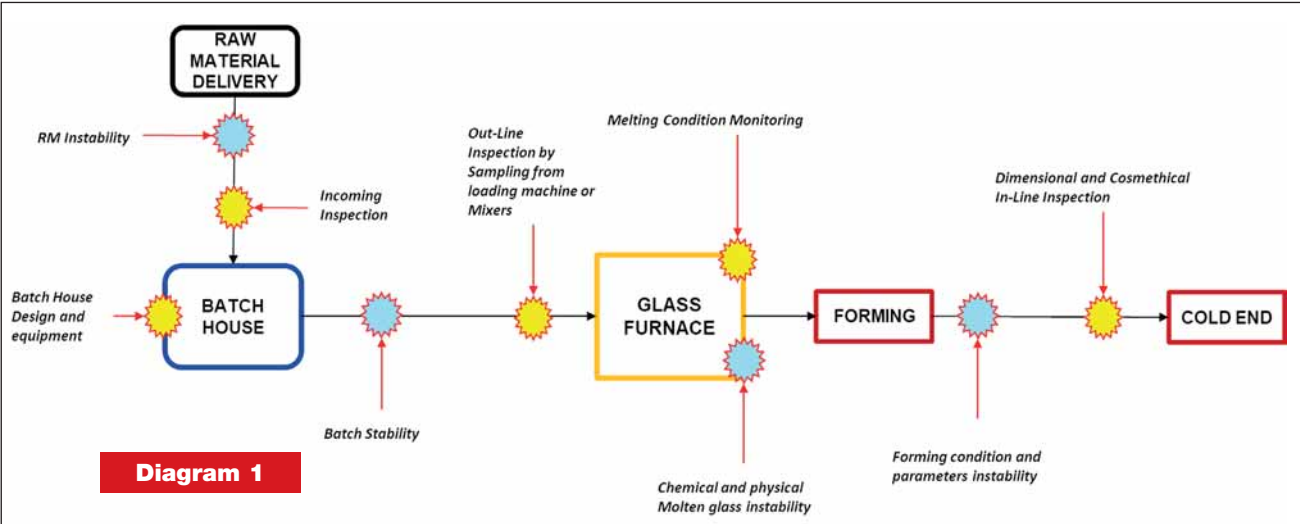 RAW
MATERIAL
DELIVERY
RM Instability
Incoming
Inspection
Batch House
Design and
equipment
BATCH
HOUSE
Batch Stability
Out-Line
Inspection by
Sampling from
loading machine or
Mixers
Melting Condition Monitoring
GLASS
FURNACE
Chemical and physical
Molten glass instability
FORMING
Forming condition and
parameters instability
Dimensional and Cosmethical
In-Line Inspection
COLD END
Diagram 1